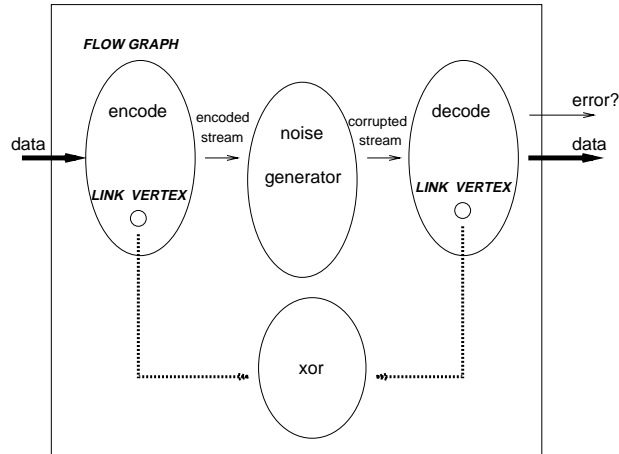 FLOW GRAPH
encode
decode
error?
encoded
stream
corrupted
stream
noise
generator
data
data
LINK VERTEX
LINK VERTEX
xor